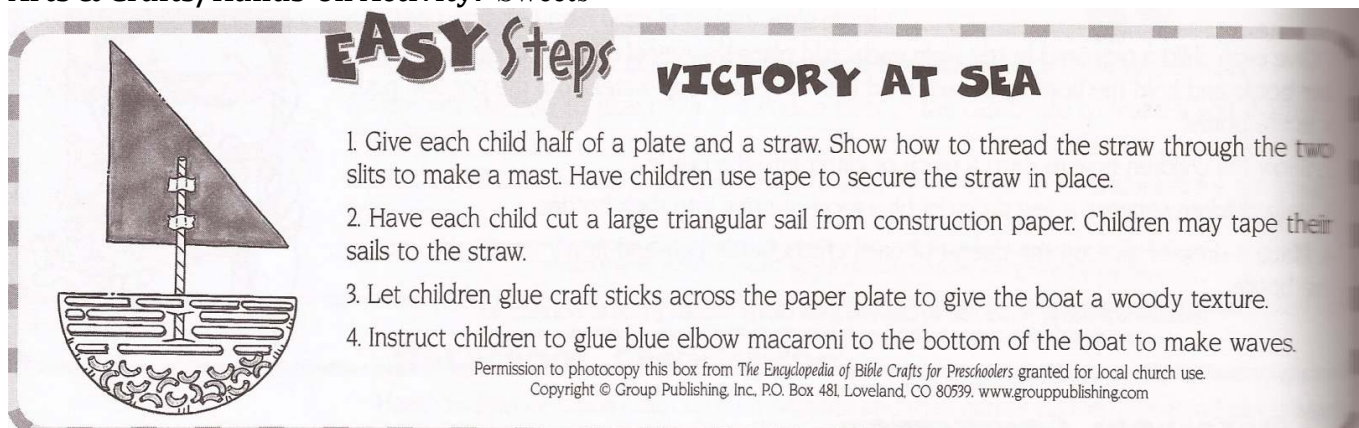 EASY Steps
VICTORY AT SEA
1. Give each child half of a plate and a straw. Show how to thread the straw through the two
slits to make a mast. Have children use tape to secure the straw in place.
2. Have each child cut a large triangular sail from construction paper. Children may tape their
sails to the straw.
3. Let children glue craft sticks across the paper plate to give the boat a woody texture.
4. Instruct children to glue blue elbow macaroni to the bottom of the boat to make waves.
Permission to photocopy this box from The Encyclopedia of Bible Crafts for Preschoolers granted for local church use.
Copyright © Group Publishing, Inc., P.O. Box 481, Loveland, CO 80539. www.grouppublishing.com